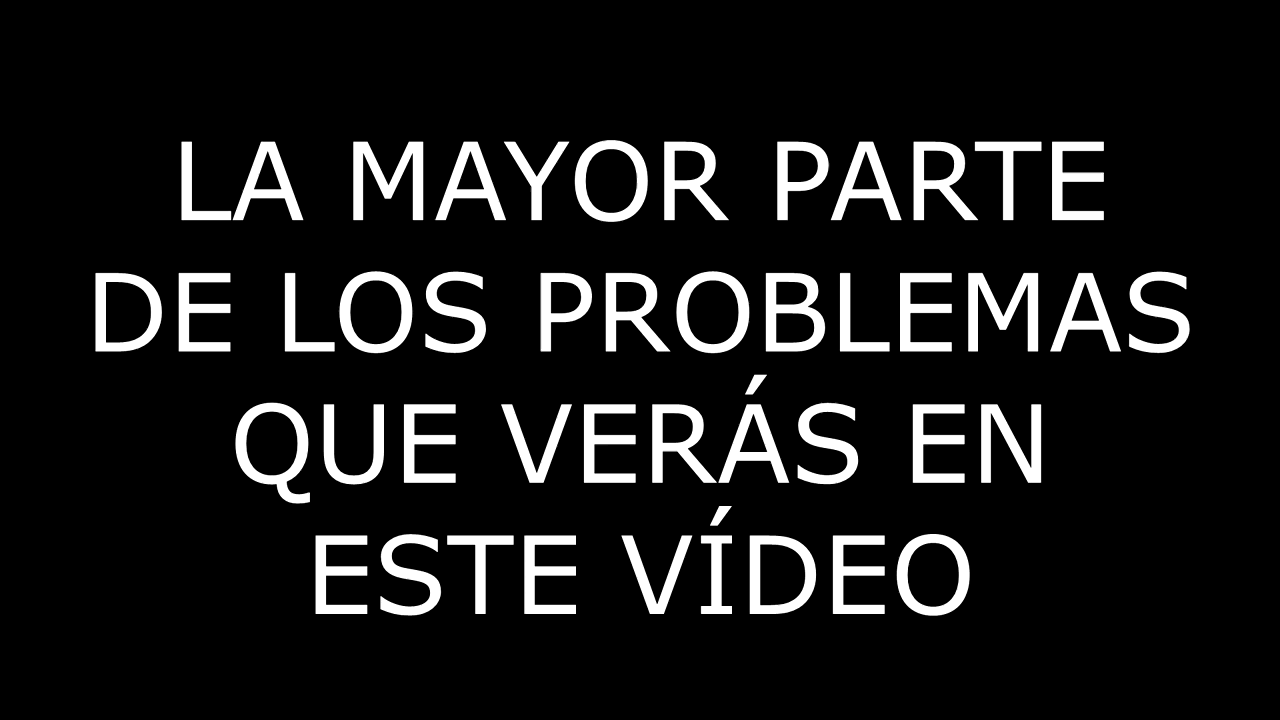 LA MAYOR PARTE
DE LOS PROBLEMAS
QUE VERÁS EN
ESTE VÍDEO